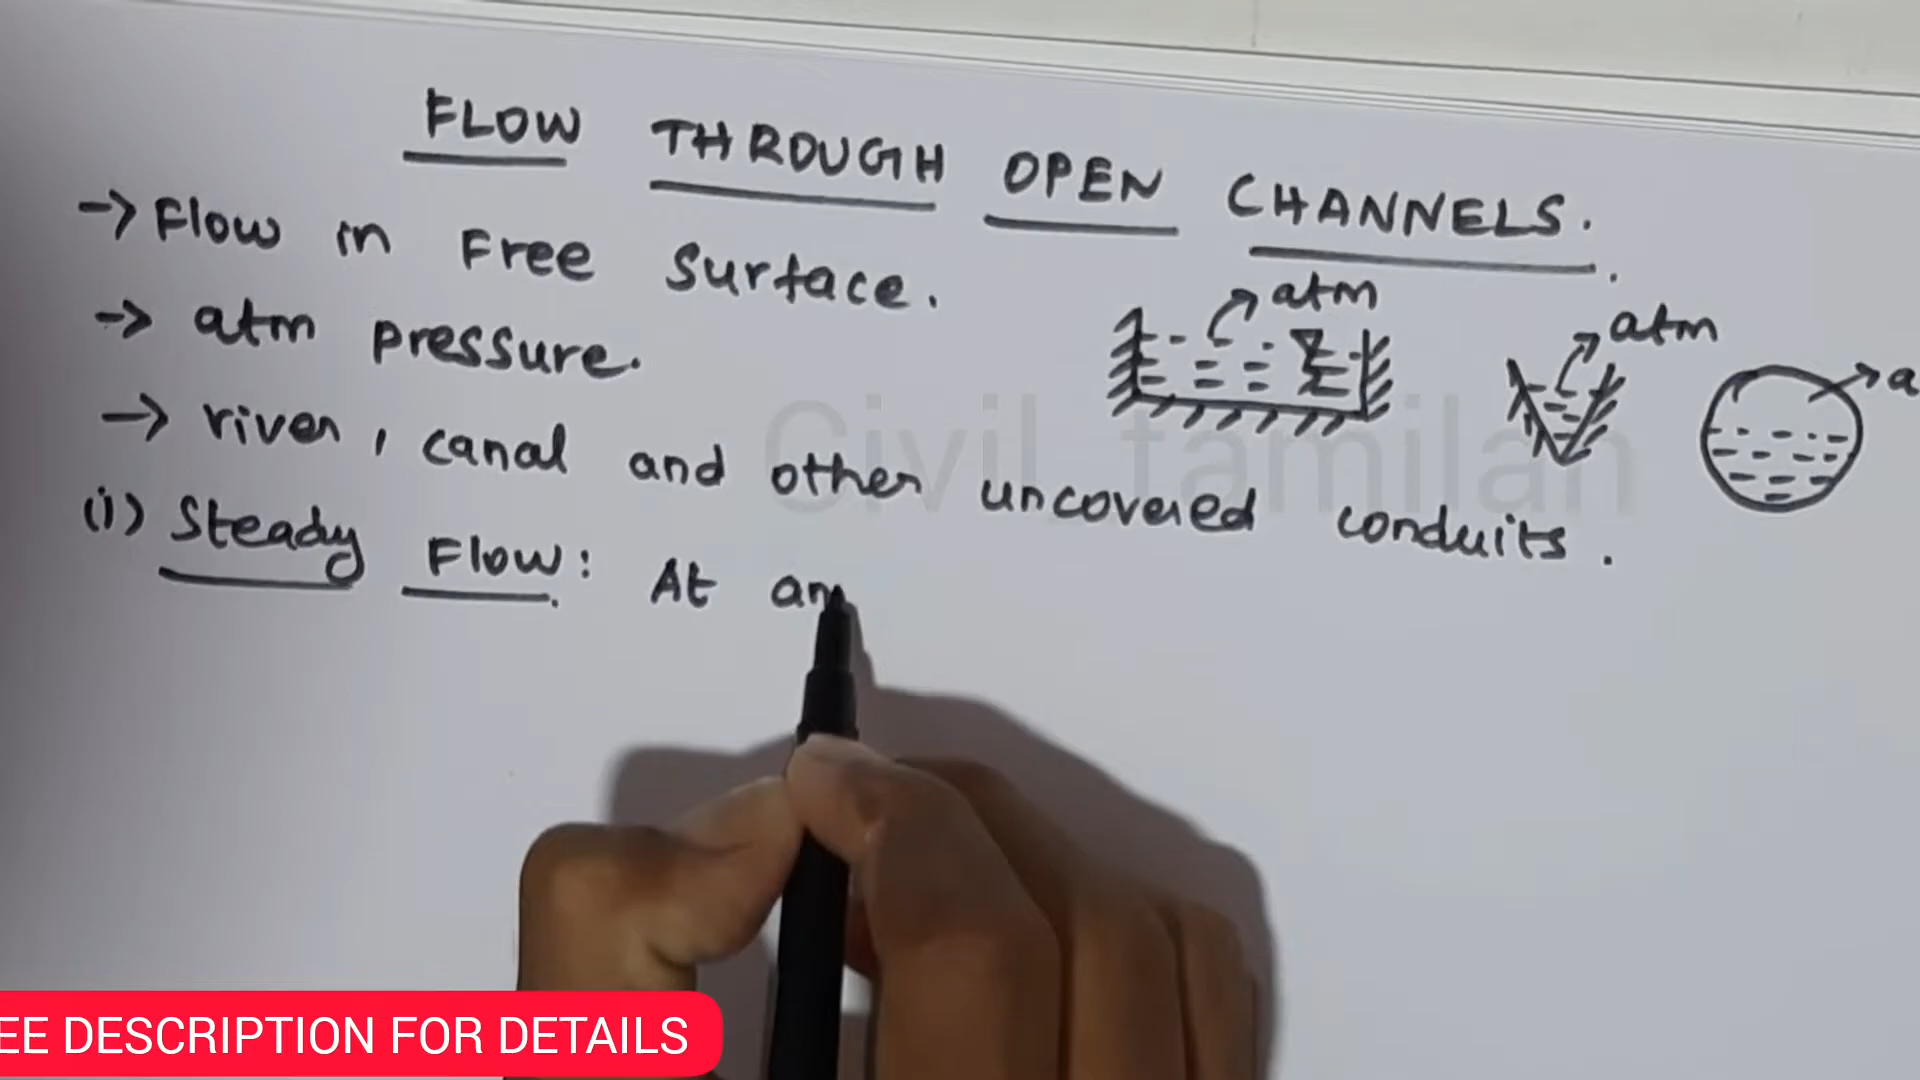 FLOW THROUGH OPEN CHANNELS.
→ Flow in Free Surface.
→ atm pressure.
atm
atm
→ a
→ river, canal and other uncovered conduits.
(i) Steady Flow: At an
Civil_tamilan
EE DESCRIPTION FOR DETAILS